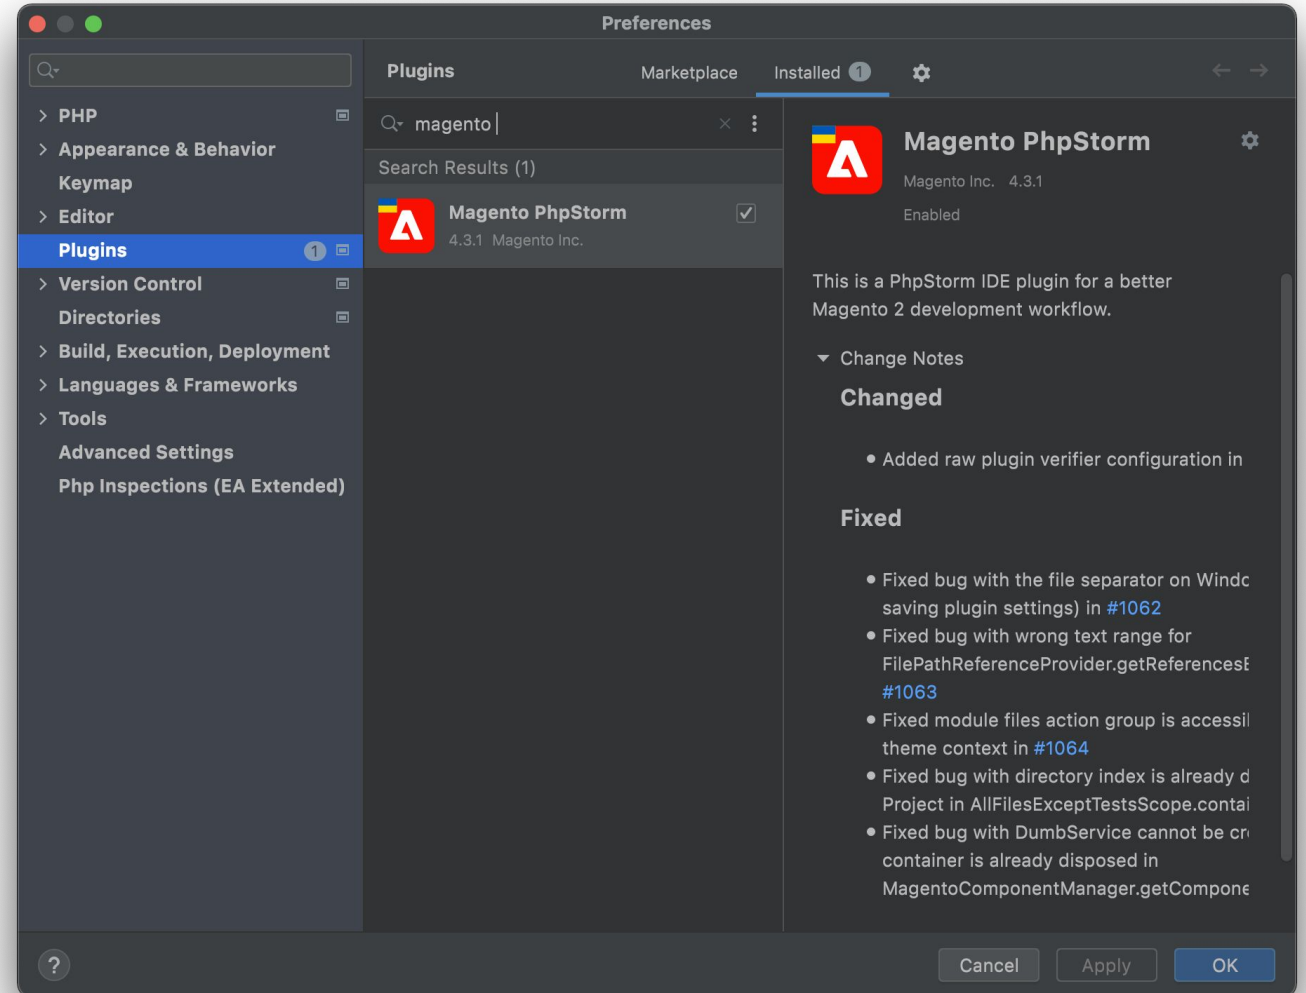 Preferences
PHP
Appearance & Behavior
Keymap
Editor
Plugins 1
Version Control
Directories
Build, Execution, Deployment
Languages & Frameworks
Tools
Advanced Settings
Php Inspections (EA Extended)
Plugins
Marketplace
Installed 1
magento
Search Results (1)
Magento PhpStorm
4.3.1 Magento Inc.
Magento PhpStorm
Magento Inc. 4.3.1
Enabled
This is a PhpStorm IDE plugin for a better
Magento 2 development workflow.
Change Notes
Changed
• Added raw plugin verifier configuration in
Fixed
• Fixed bug with the file separator on
saving plugin settings) in #1062
• Fixed bug with wrong text range for
#1063
• Fixed module files action group is
theme context in #1064
• Fixed bug with directory index is already
Project in
• Fixed bug with DumbService cannot be
container is already disposed in
?
Cancel
Apply
OK